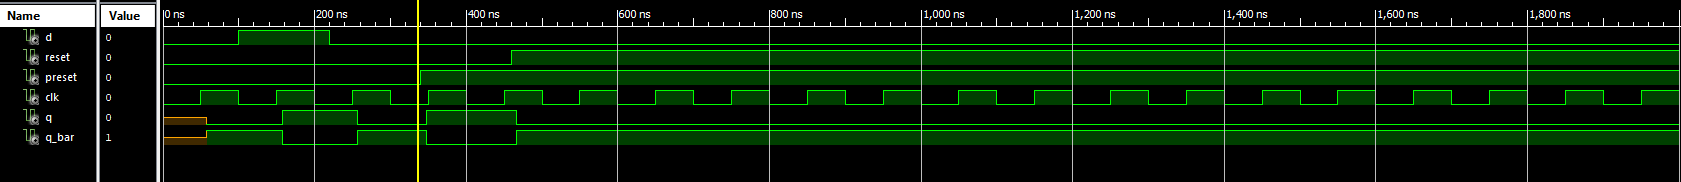 Name Value 0 ns 200 ns 400 ns 600 ns 800 ns 1,000 ns 1,200 ns 1,400 ns 1,600 ns 1,800 ns
d 0
reset 0
preset 0
clk 0
q 0
q_bar 1